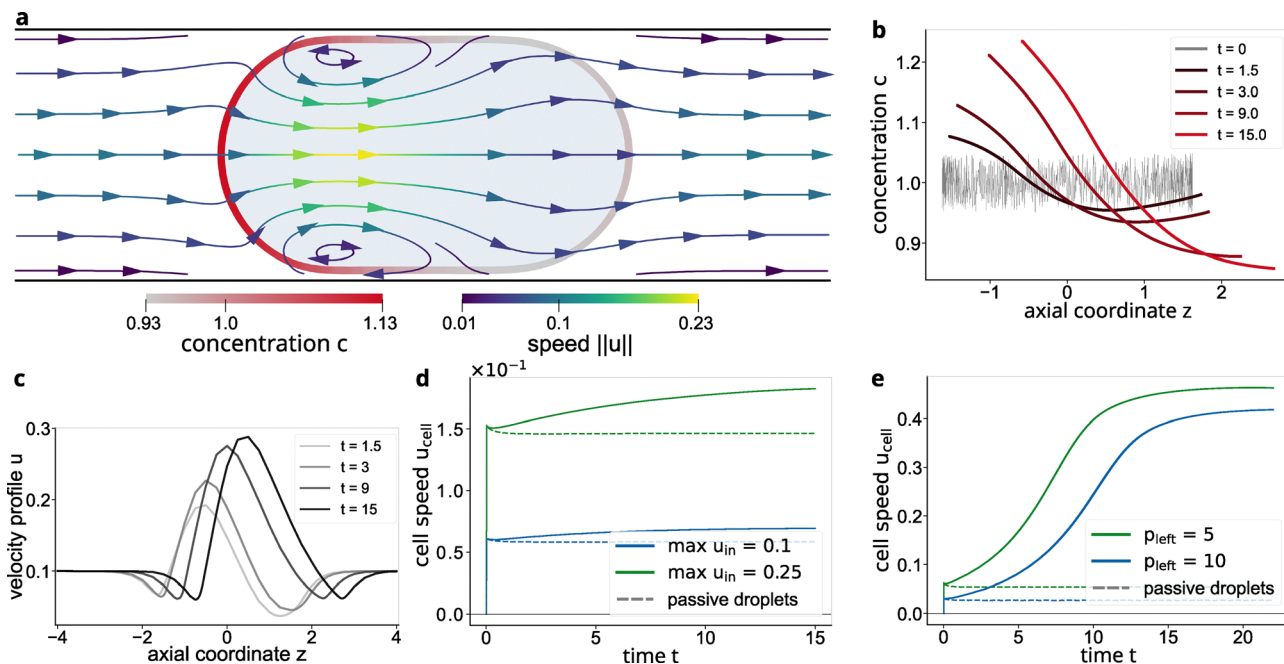 a
0.93 1.0 1.13
concentration c
0.01 0.1 0.23
speed ||u||
b
concentration c
1.2
1.1
1.0
0.9
−1 0 1 2
axial coordinate z
t = 0
t = 1.5
t = 3.0
t = 9.0
t = 15.0
c
velocity profile u
0.3
0.2
0.1
−4 −2 0 2 4
axial coordinate z
t = 1.5
t = 3
t = 9
t = 15
d
×10⁻¹
cell speed u_cell
1.5
1.0
0.5
0.0
0 5 10 15
time t
max u_in = 0.1
max u_in = 0.25
passive droplets
e
cell speed u_cell
0.4
0.3
0.2
0.1
0.0
0 5 10 15 20
time t
p_left = 5
p_left = 10
passive droplets